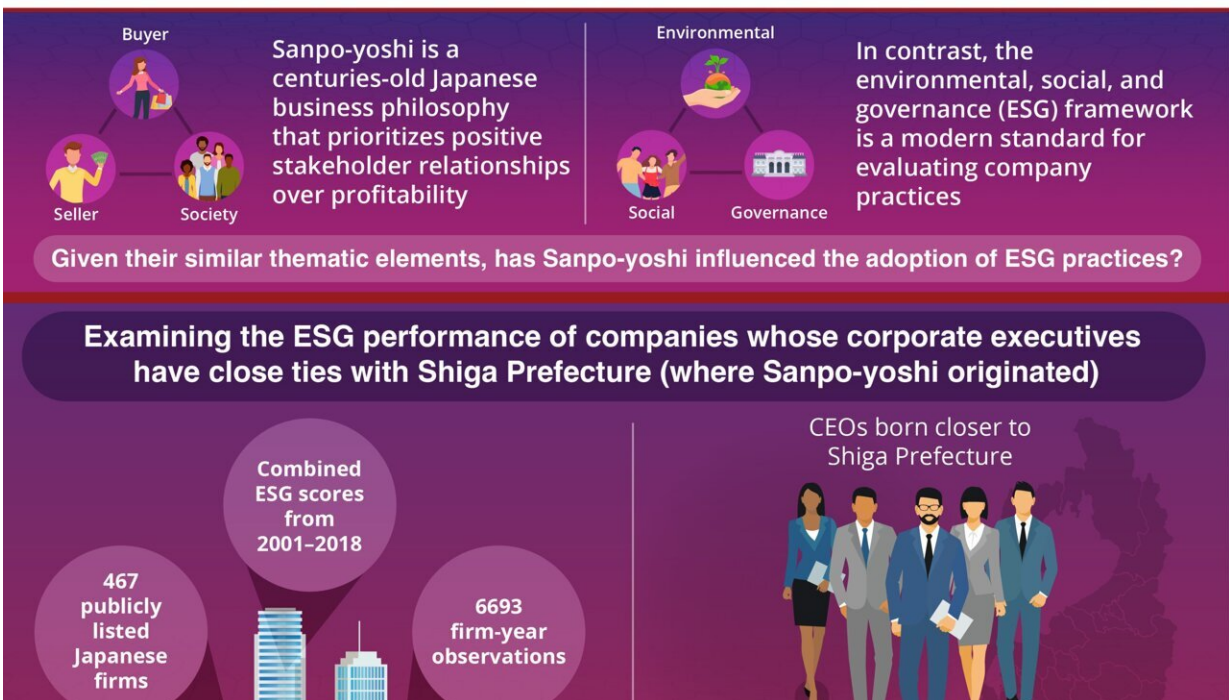 Buyer
Seller
Society
Sanpo-yoshi is a
centuries-old Japanese
business philosophy
that prioritizes positive
stakeholder relationships
over profitability
Environmental
Social
Governance
In contrast, the
environmental, social, and
governance (ESG) framework
is a modern standard for
evaluating company
practices
Given their similar thematic elements, has Sanpo-yoshi influenced the adoption of ESG practices?
Examining the ESG performance of companies whose corporate executives
have close ties with Shiga Prefecture (where Sanpo-yoshi originated)
467
publicly
listed
Japanese
firms
Combined
ESG scores
from
2001–2018
6693
firm-year
observations
CEOs born closer to
Shiga Prefecture